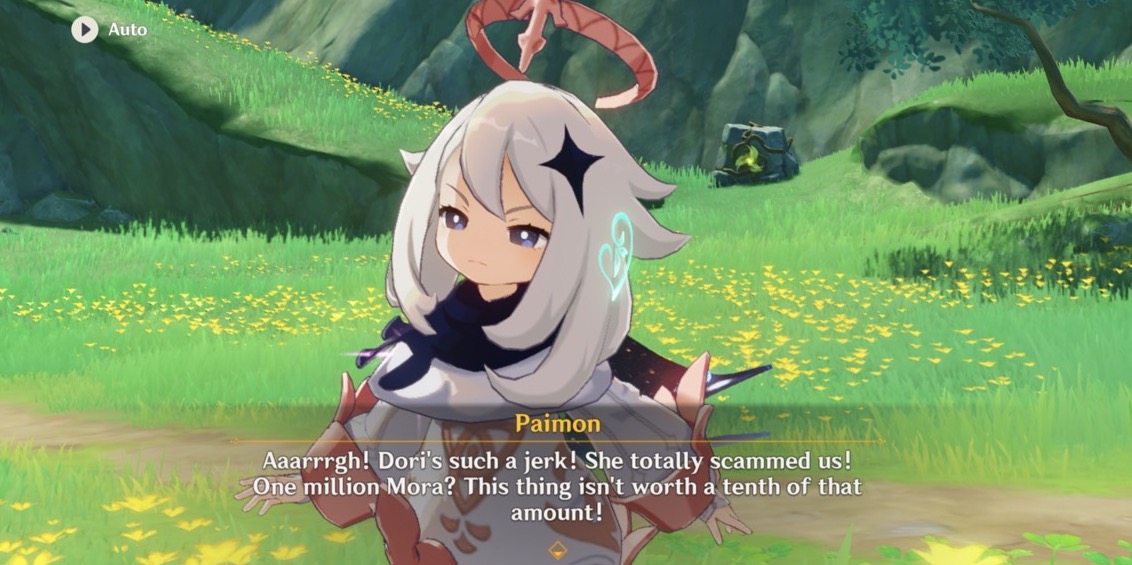 Auto
Paimon
Aaarrrgh! Dori's such a jerk! She totally scammed us!
One million Mora? This thing isn't worth a tenth of that
amount!